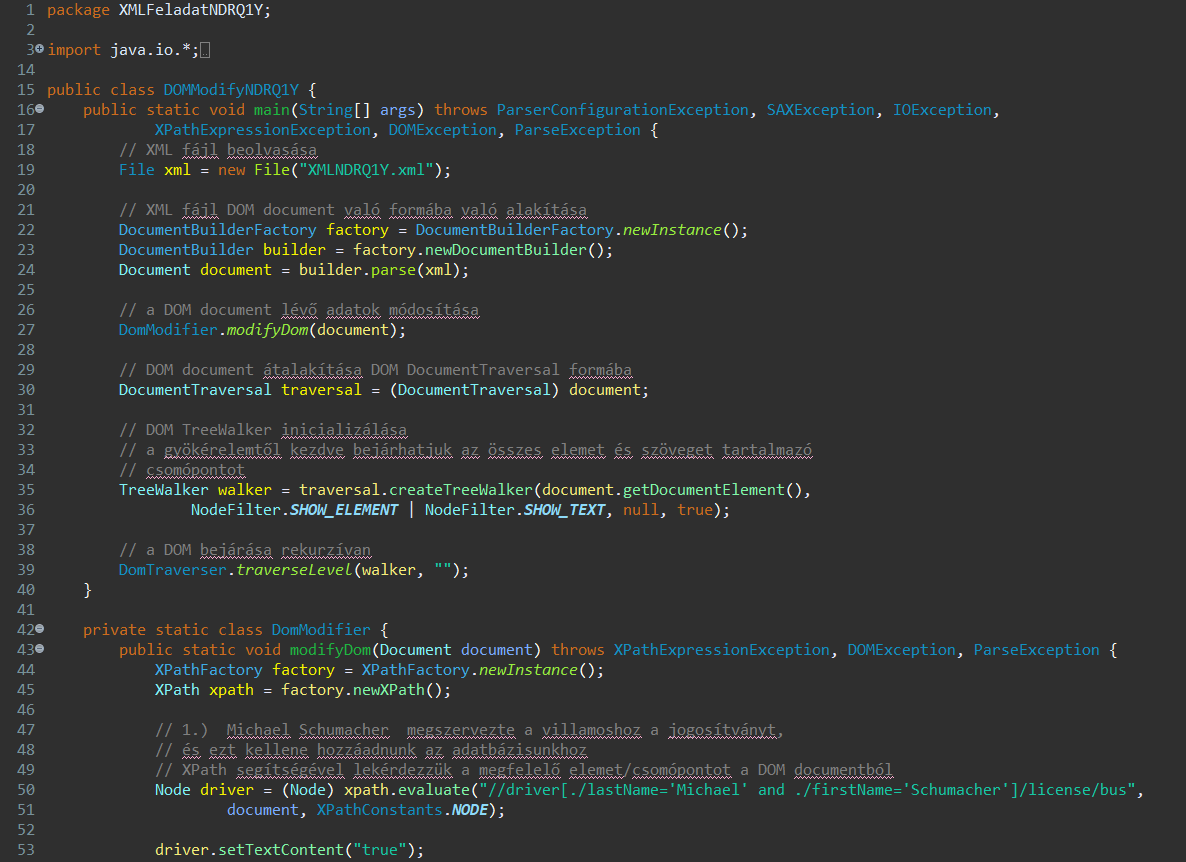 1 package XMLFeladatNDRQ1Y;
2
3 import java.io.*;
14
15 public class DOMModifyNDRQ1Y {
16 public static void main(String[] args) throws ParserConfigurationException, SAXException, IOException,
17 XPathExpressionException, DOMException, ParseException {
18 // XML fájl beolvasása
19 File xml = new File("XMLNDRQ1Y.xml");
20
21 // XML fájl DOM document való formába való alakítása
22 DocumentBuilderFactory factory = DocumentBuilderFactory.newInstance();
23 DocumentBuilder builder = factory.newDocumentBuilder();
24 Document document = builder.parse(xml);
25
26 // a DOM document lévő adatok módosítása
27 DomModifier.modifyDom(document);
28
29 // DOM document átalakítása DOM DocumentTraversal formába
30 DocumentTraversal traversal = (DocumentTraversal) document;
31
32 // DOM TreeWalker inicializálása
33 // a gyökérelemtől kezdve bejárhatjuk az összes elemet és szöveget tartalmazó
34 // csomópontot
35 TreeWalker walker = traversal.createTreeWalker(document.getDocumentElement(),
36 NodeFilter.SHOW_ELEMENT | NodeFilter.SHOW_TEXT, null, true);
37
38 // a DOM bejárása rekurzívan
39 DomTraverser.traverseLevel(walker, "");
40 }
41
42 private static class DomModifier {
43 public static void modifyDom(Document document) throws XPathExpressionException, DOMException, ParseException {
44 XPathFactory factory = XPathFactory.newInstance();
45 XPath xpath = factory.newXPath();
46
47 // 1.) Michael Schumacher megszervezte a villamoshoz a jogosítványt,
48 // és ezt kellene hozzáadnunk az adatbázisunkhoz
49 // XPath segítségével lekérdezzük a megfelelő elemet/csomópontot a DOM documentból
50 Node driver = (Node) xpath.evaluate("//driver[./lastName='Michael' and ./firstName='Schumacher']/license/bus",
51 document, XPathConstants.NODE);
52
53 driver.setTextContent("true");